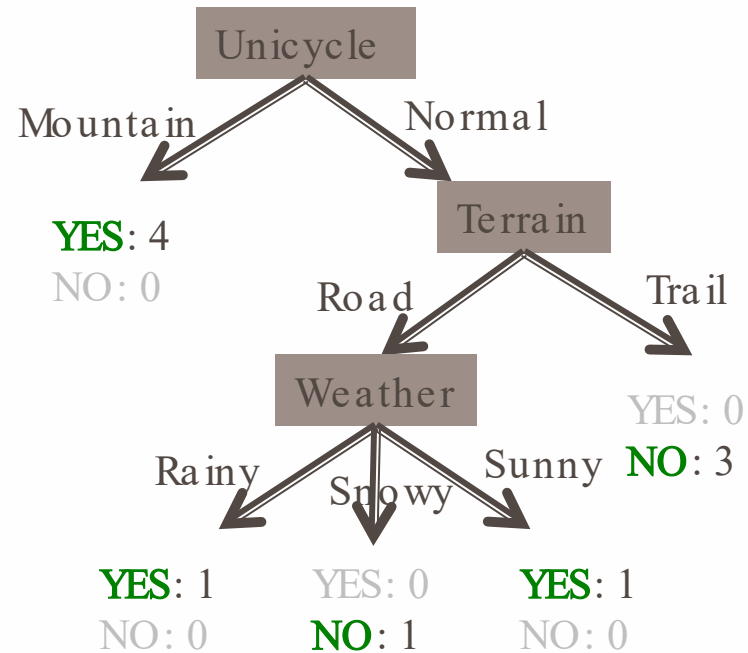 Unicycle
Mountain
Normal
YES: 4
NO: 0
Terrain
Road
Trail
Weather
YES: 0
NO: 3
Rainy
Snowy
Sunny
YES: 1
NO: 0
YES: 0
NO: 1
YES: 1
NO: 0